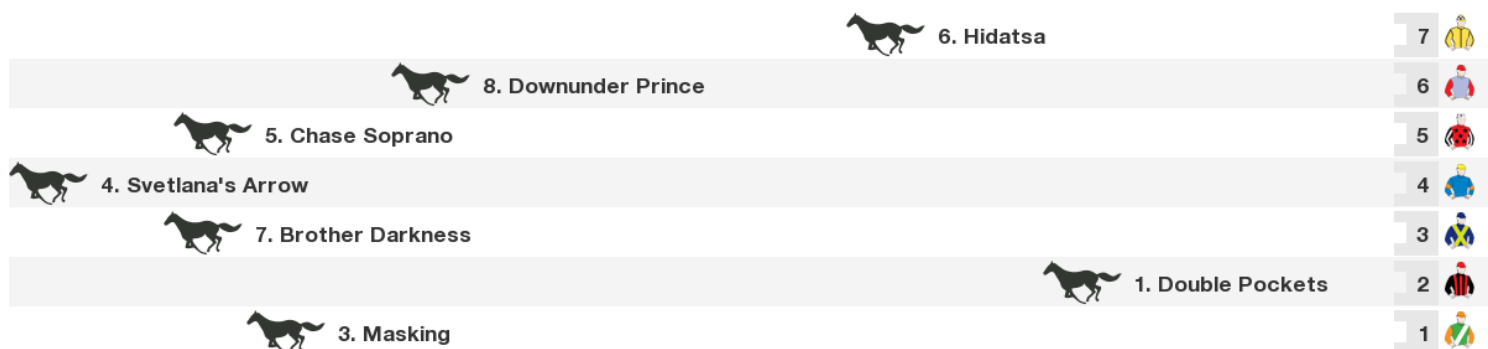 6. Hidatsa 7
8. Downunder Prince 6
5. Chase Soprano 5
4. Svetlana's Arrow 4
7. Brother Darkness 3
1. Double Pockets 2
3. Masking 1